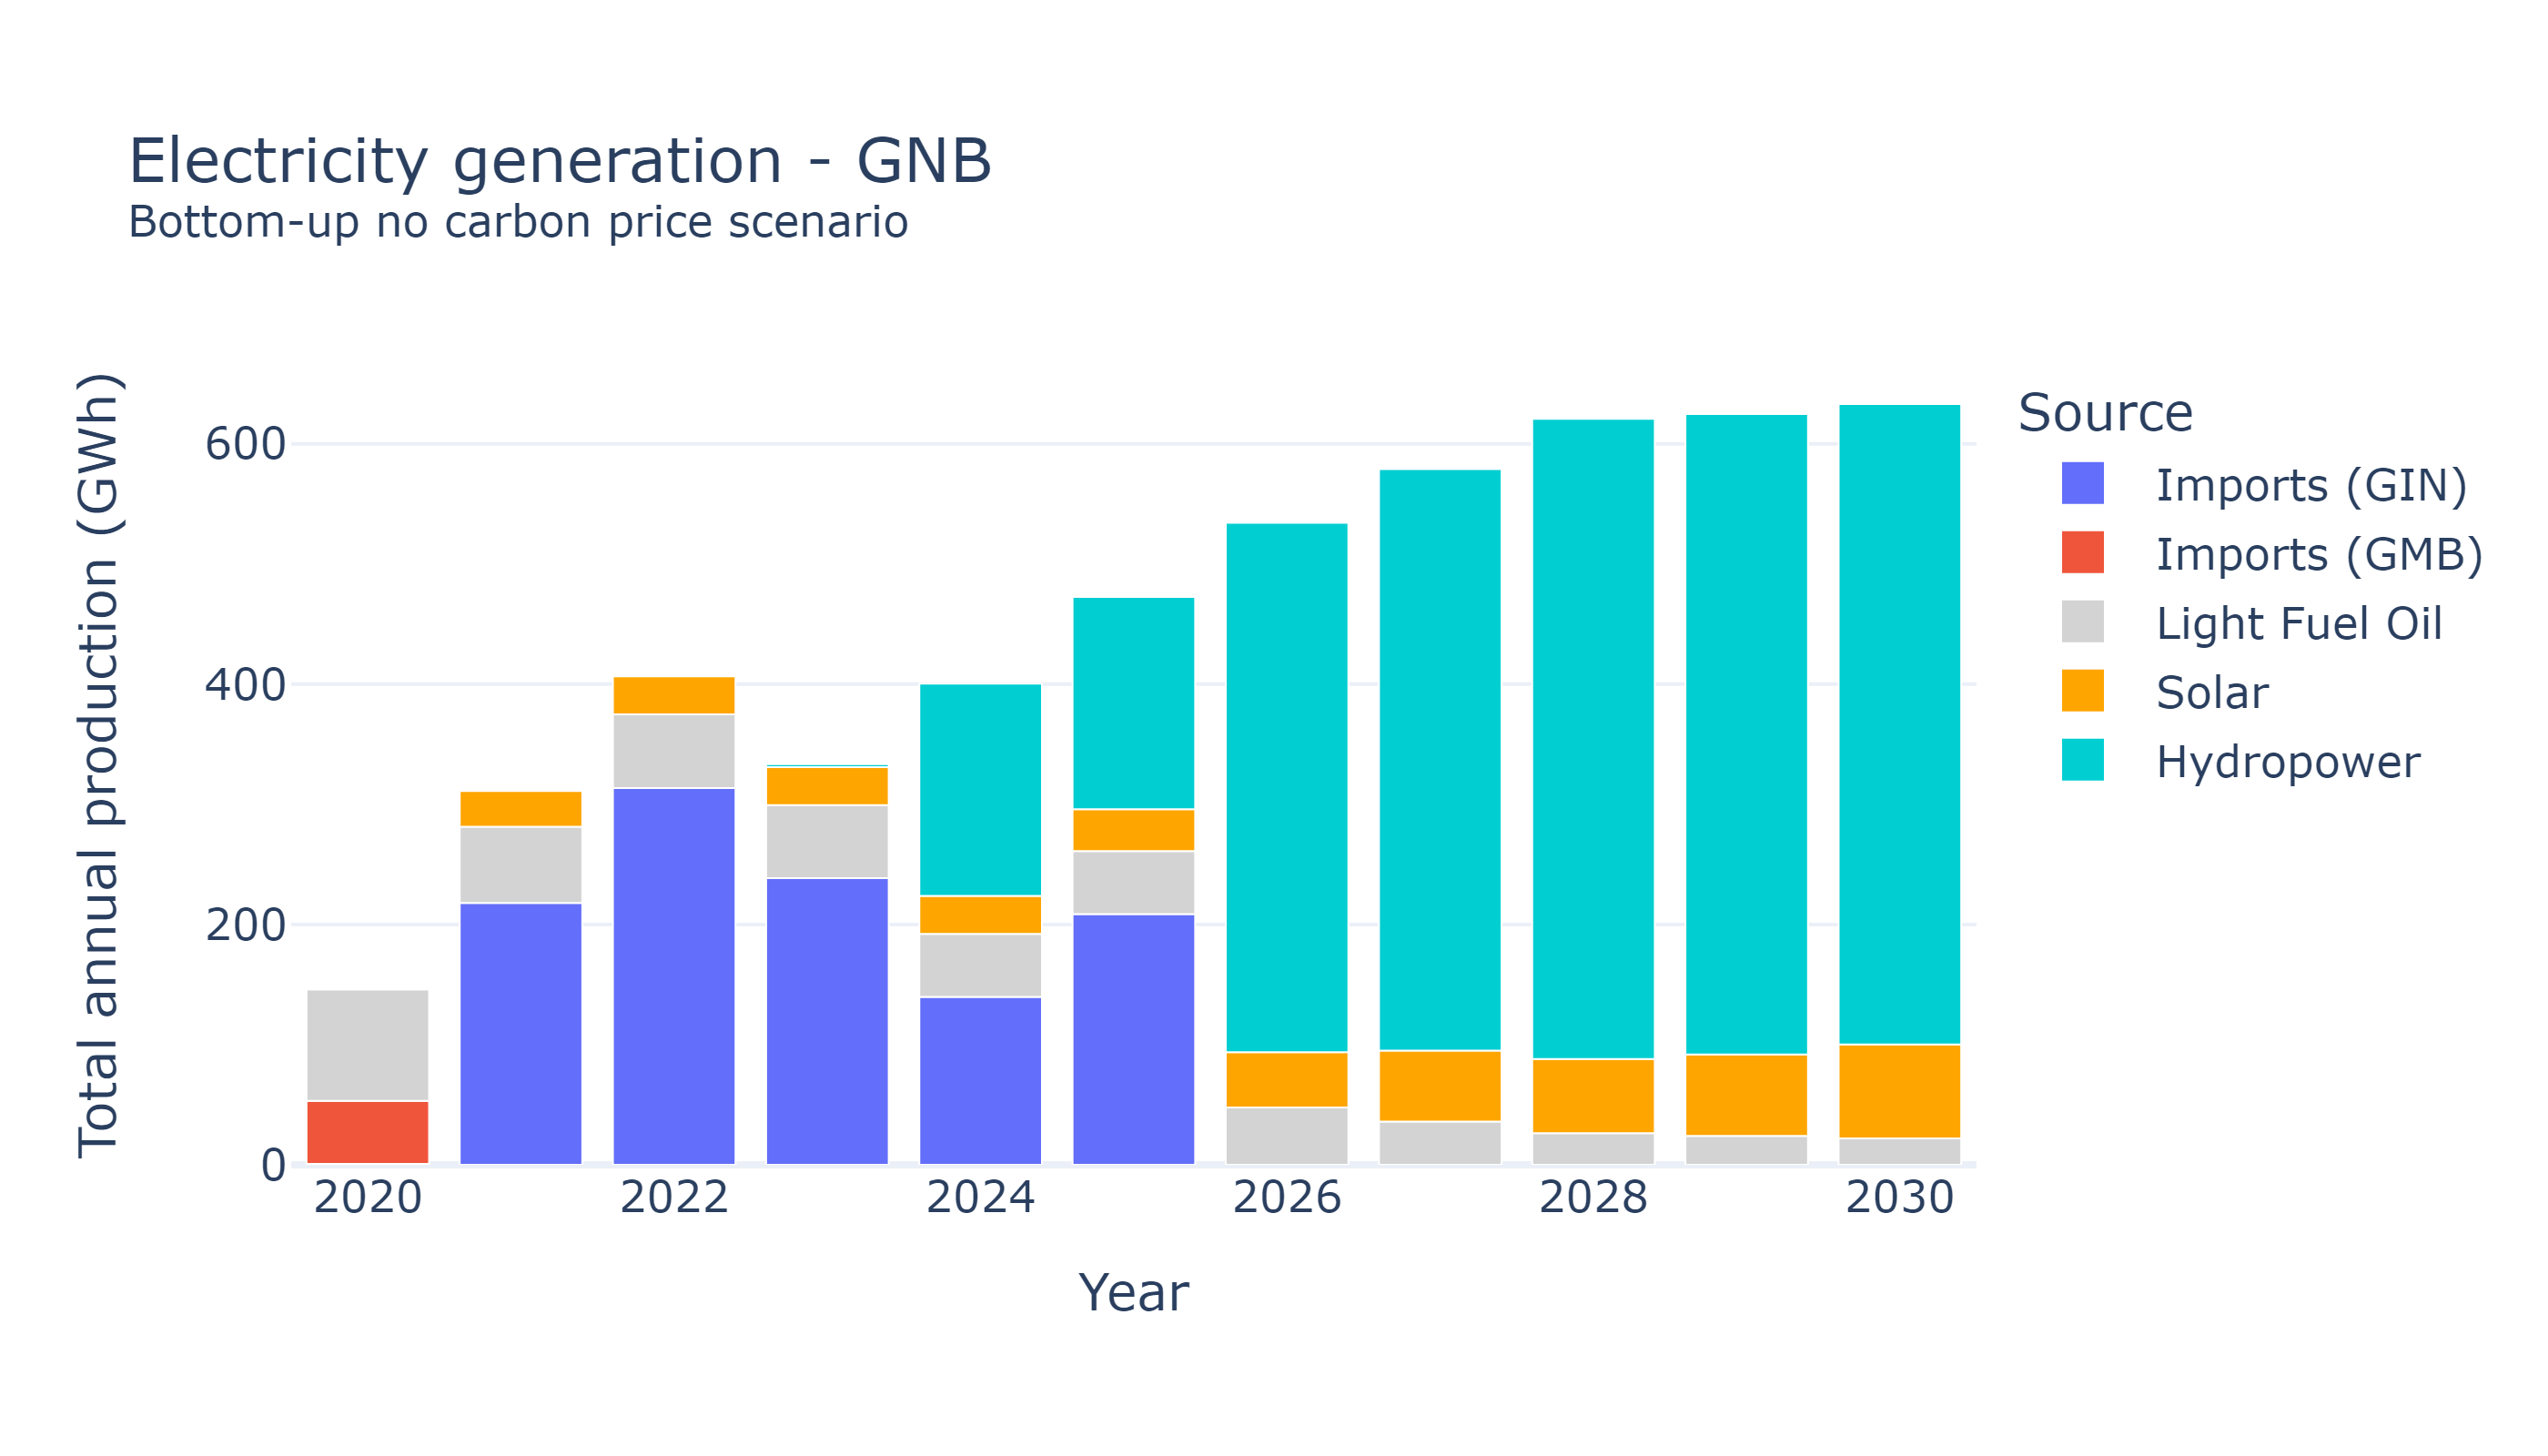 Electricity generation - GNB
Bottom-up no carbon price scenario
Total annual production (GWh)
600
400
200
0
2020
2022
2024
2026
2028
2030
Year
Source
Imports (GIN)
Imports (GMB)
Light Fuel Oil
Solar
Hydropower